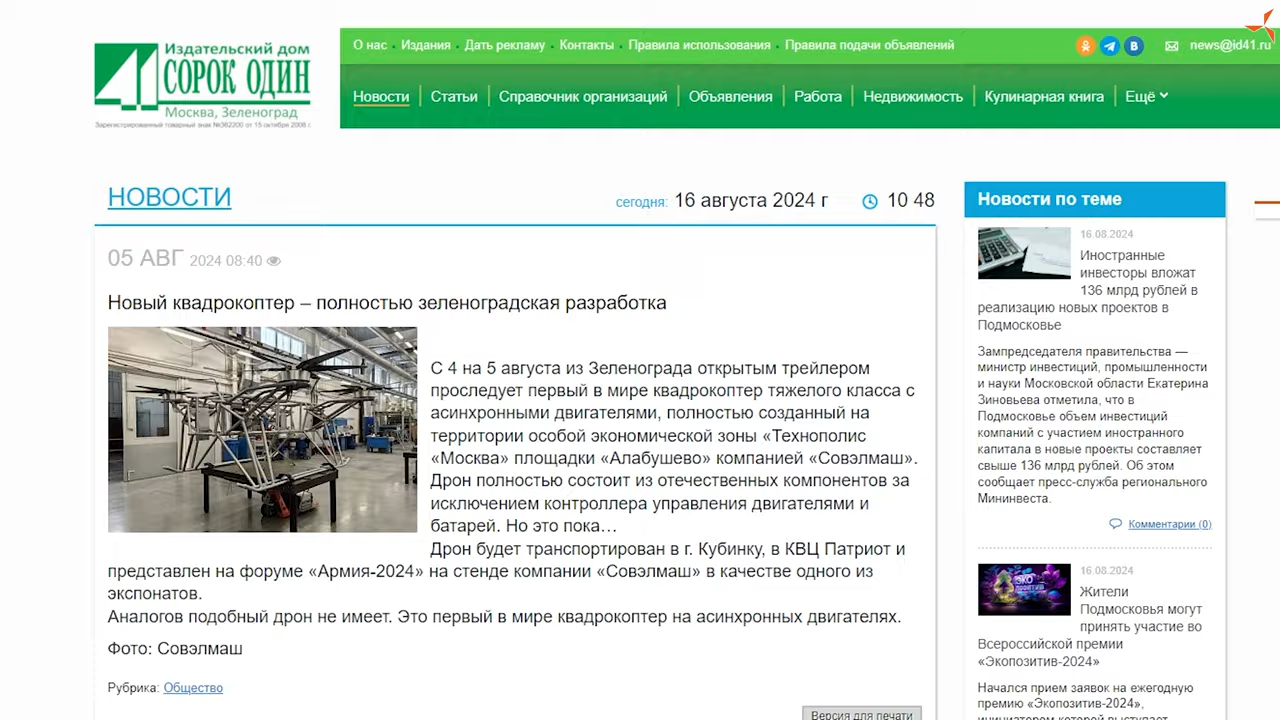 Издательский дом
СОРОК ОДИН
Москва, Зеленоград
Зарегистрированный товарный знак №362200 от 15 октября 2008 г.
О нас Издания Дать рекламу Контакты Правила использования Правила подачи объявлений
news@id41.ru
Новости Статьи Справочник организаций Объявления Работа Недвижимость Кулинарная книга Ещё
НОВОСТИ
сегодня: 16 августа 2024 г 10 48
05 АВГ 2024 08:40
Новый квадрокоптер – полностью зеленоградская разработка
С 4 на 5 августа из Зеленограда открытым трейлером
проследует первый в мире квадрокоптер тяжелого класса с
асинхронными двигателями, полностью созданный на
территории особой экономической зоны «Технополис
«Москва» площадки «Алабушево» компанией «Совэлмаш».
Дрон полностью состоит из отечественных компонентов за
исключением контроллера управления двигателями и
батарей. Но это пока…
Дрон будет транспортирован в г. Кубинку, в КВЦ Патриот и
представлен на форуме «Армия-2024» на стенде компании «Совэлмаш» в качестве одного из
экспонатов.
Аналогов подобный дрон не имеет. Это первый в мире квадрокоптер на асинхронных двигателях.
Фото: Совэлмаш
Рубрика: Общество
Версия для печати
Новости по теме
16.08.2024
Иностранные
инвесторы вложат
136 млрд рублей в
реализацию новых проектов в
Подмосковье
Зампредседателя правительства —
министр инвестиций, промышленности
и науки Московской области Екатерина
Зиновьева отметила, что в
Подмосковье объем инвестиций
компаний с участием иностранного
капитала в новые проекты составляет
свыше 136 млрд рублей. Об этом
сообщает пресс-служба регионального
Мининвеста.
Комментарии (0)
16.08.2024
ЭКО
ПОЗИТИВ
Жители
Подмосковья могут
принять участие во
Всероссийской премии
«Экопозитив-2024»
Начался прием заявок на ежегодную
премию «Экопозитив-2024»,
инициатором которой выступает